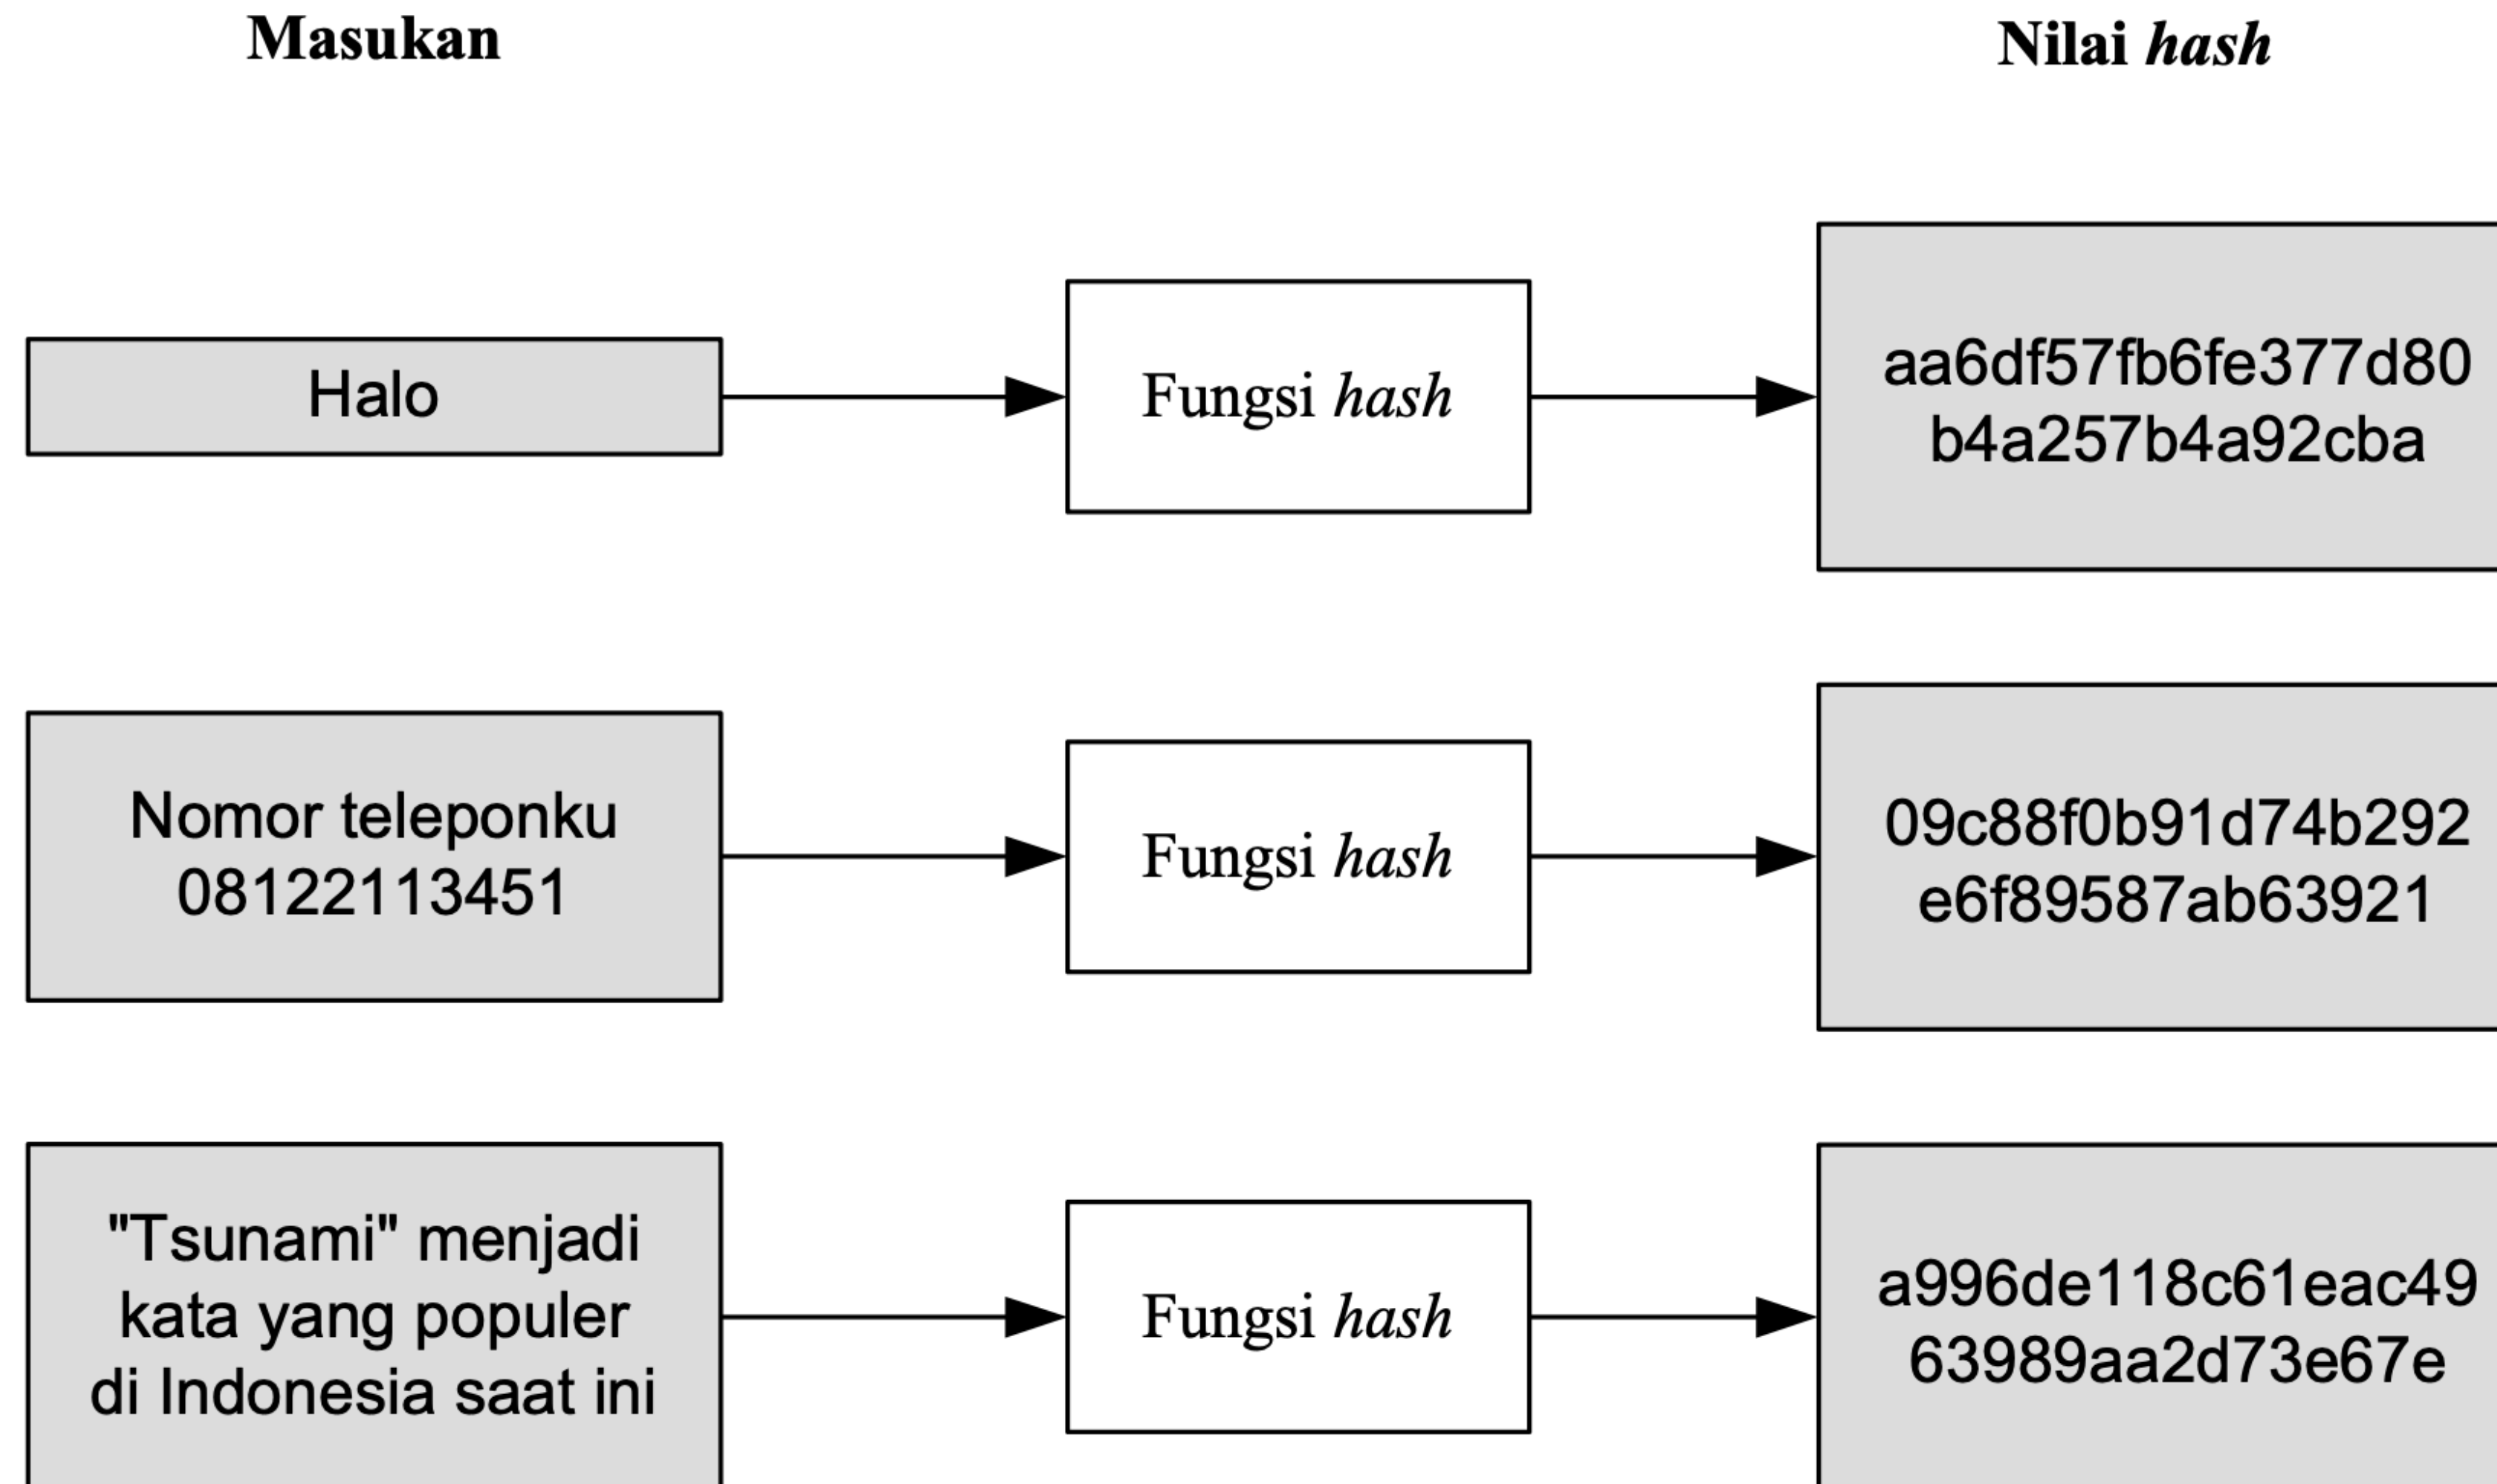 Masukan
Nilai hash
Halo
Fungsi hash
aa6df57fb6fe377d80
b4a257b4a92cba
Nomor teleponku
08122113451
Fungsi hash
09c88f0b91d74b292
e6f89587ab63921
"Tsunami" menjadi
kata yang populer
di Indonesia saat ini
Fungsi hash
a996de118c61eac49
63989aa2d73e67e